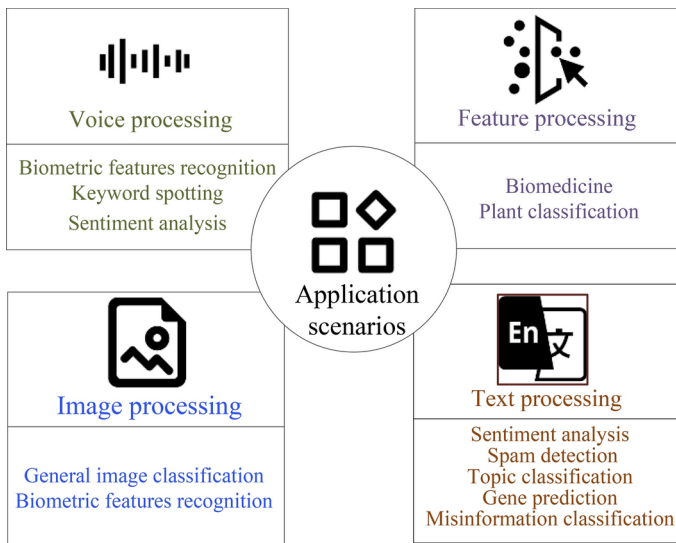 Voice processing
Biometric features recognition
Keyword spotting
Sentiment analysis
Feature processing
Biomedicine
Plant classification
Application
scenarios
Image processing
General image classification
Biometric features recognition
En
文
Text processing
Sentiment analysis
Spam detection
Topic classification
Gene prediction
Misinformation classification